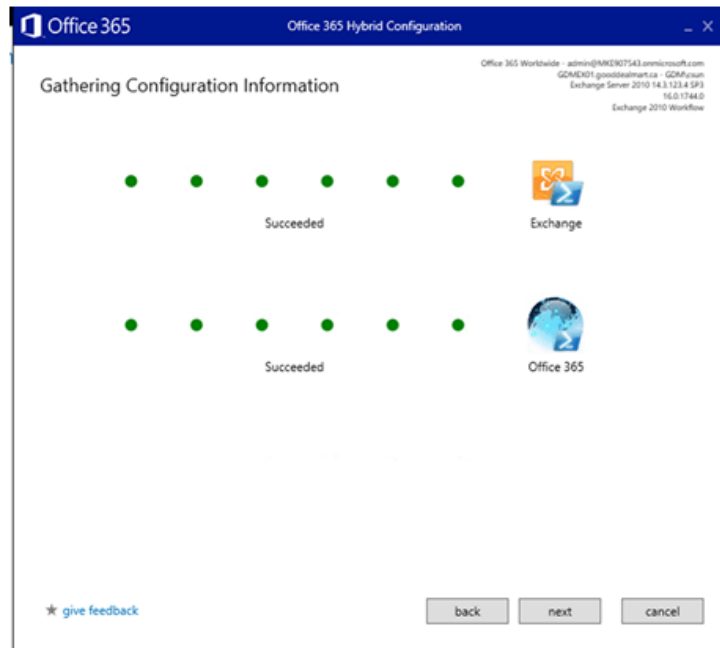 Office 365
Office 365 Hybrid Configuration
Office 365 Worldwide - admin@MKE907543.onmicrosoft.com
GDMEX01.gooddealmart.ca - GDM\csun
Exchange Server 2010 14.3.123.4 SP3
16.0.1744.0
Exchange 2010 Workflow
Gathering Configuration Information
Succeeded
Exchange
Succeeded
Office 365
give feedback
back
next
cancel